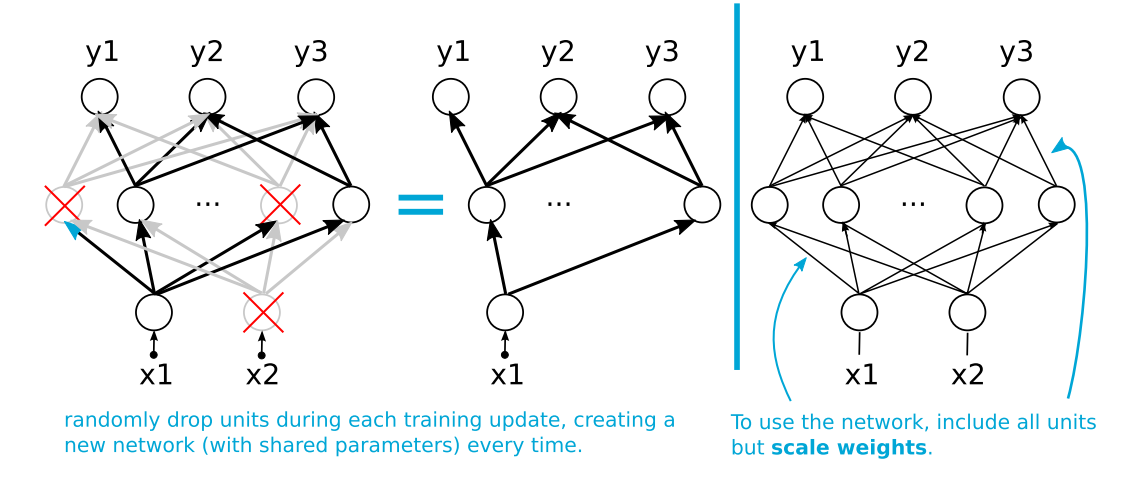 y1 y2 y3
y1 y2 y3
y1 y2 y3
...
...
...
x1 x2
x1
x1 x2
randomly drop units during each training update, creating a
new network (with shared parameters) every time.
To use the network, include all units
but scale weights.